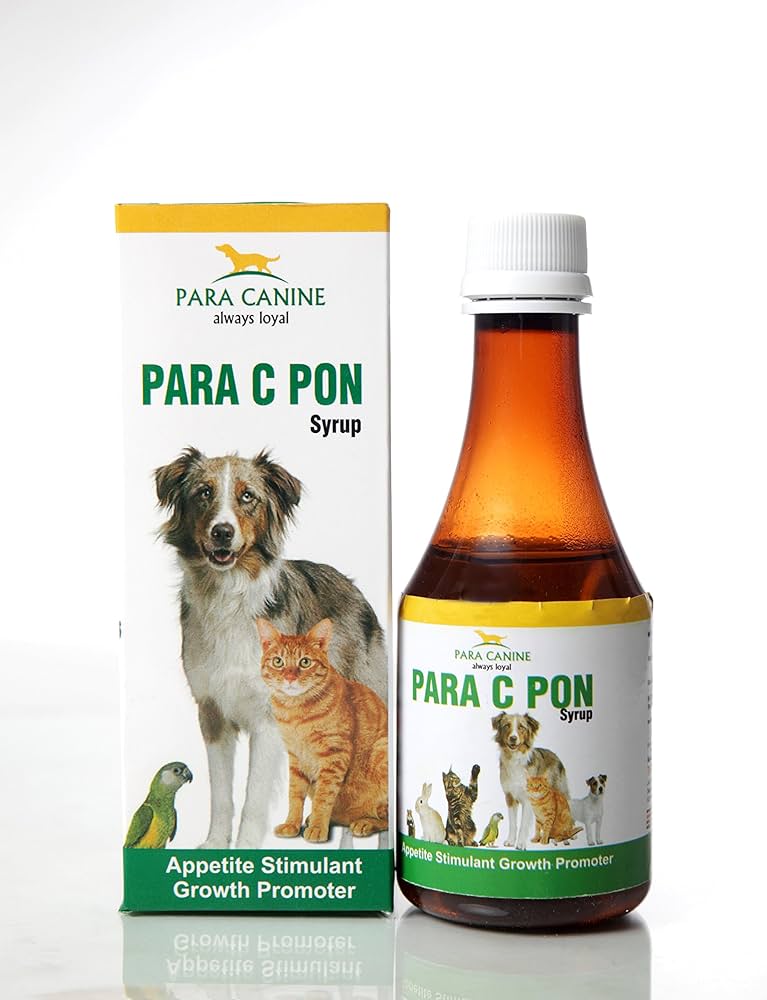 PARA CANINE
always loyal
PARA C PON
Syrup
Appetite Stimulant
Growth Promoter
PARA CANINE
always loyal
PARA C PON
Syrup
Appetite Stimulant Growth Promoter